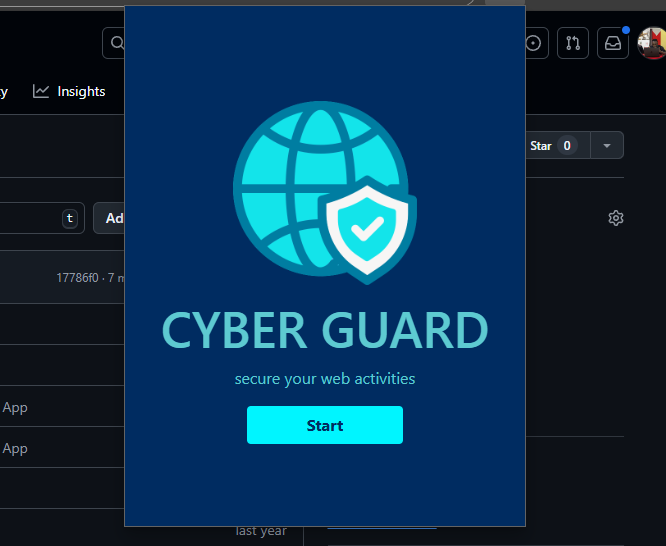 Insights
Star 0
t
Ad
17786f0 · 7 m
CYBER GUARD
secure your web activities
App
Start
App
last year